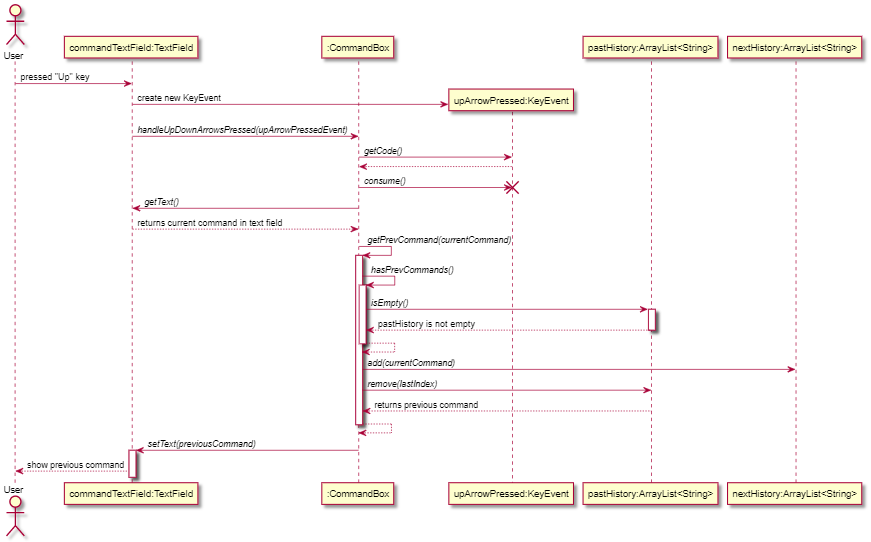 User
commandTextField:TextField
:CommandBox
pastHistory:ArrayList<String>
nextHistory:ArrayList<String>
pressed "Up" key
create new KeyEvent
upArrowPressed:KeyEvent
handleUpDownArrowsPressed(upArrowPressedEvent)
getCode()
consume()
getText()
returns current command in text field
getPrevCommand(currentCommand)
hasPrevCommands()
isEmpty()
pastHistory is not empty
add(currentCommand)
remove(lastIndex)
returns previous command
setText(previousCommand)
show previous command
User
commandTextField:TextField
:CommandBox
upArrowPressed:KeyEvent
pastHistory:ArrayList<String>
nextHistory:ArrayList<String>